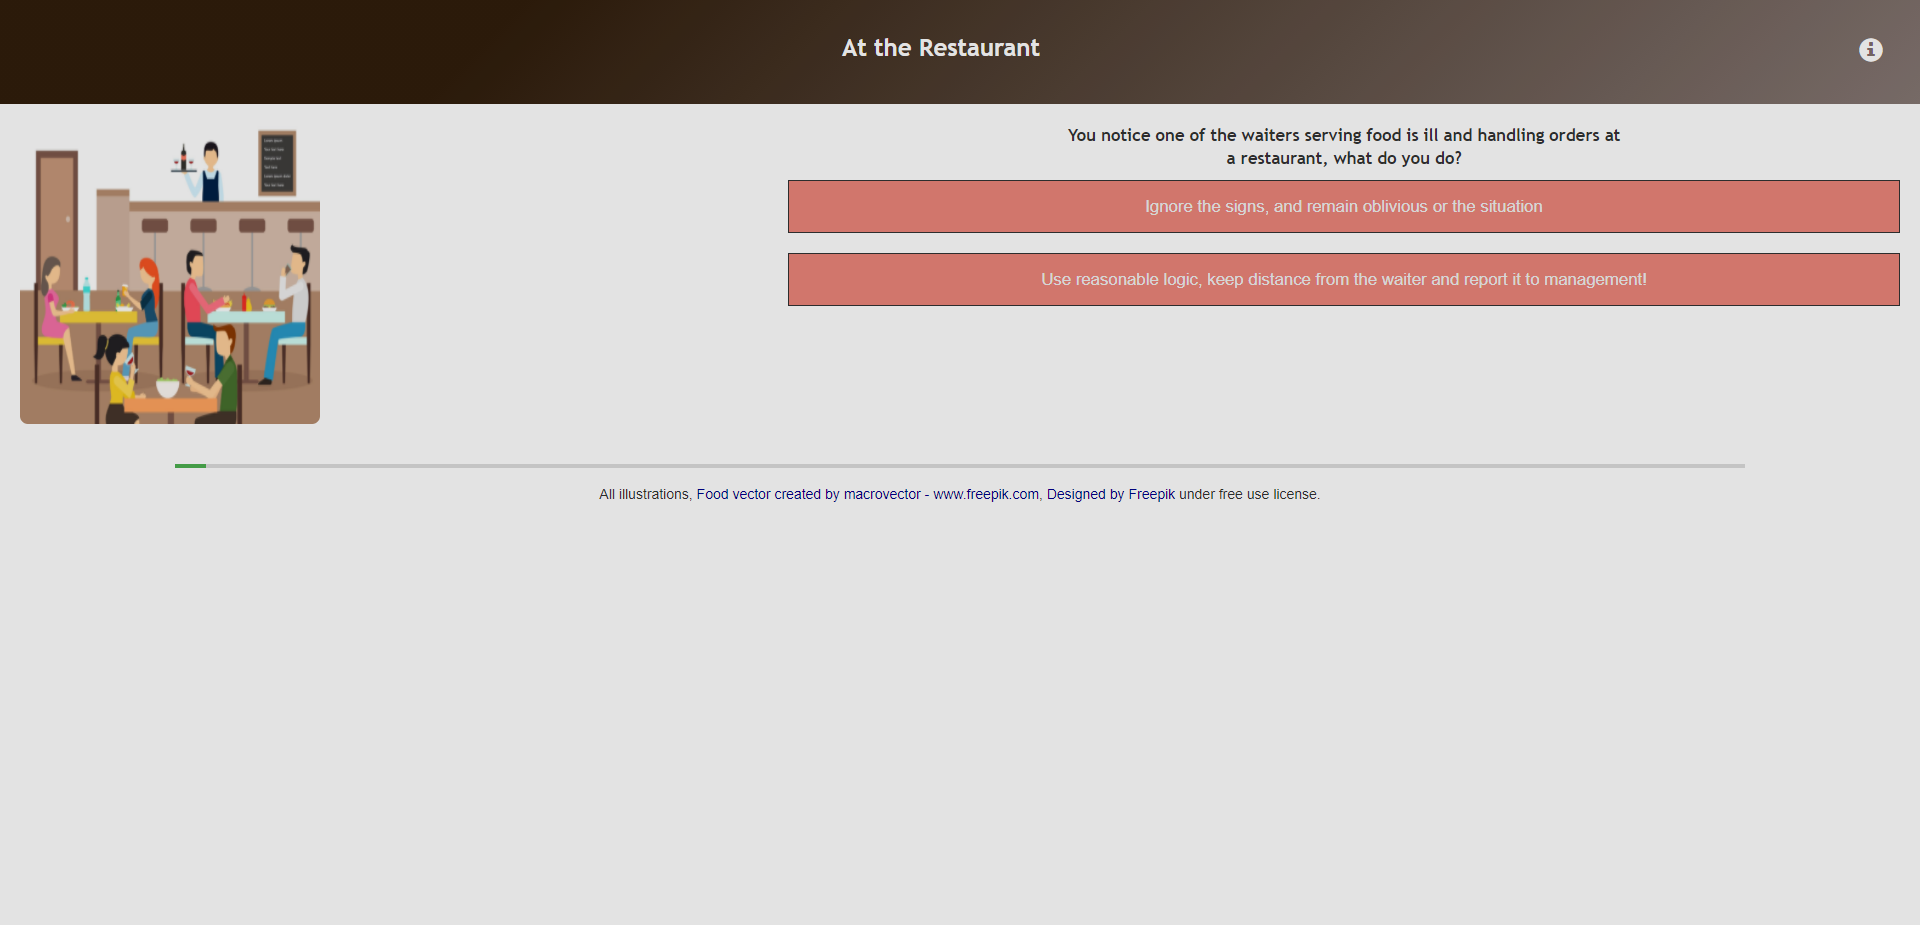 At the Restaurant
You notice one of the waiters serving food is ill and handling orders at
a restaurant, what do you do?
Ignore the signs, and remain oblivious or the situation
Use reasonable logic, keep distance from the waiter and report it to management!
All illustrations, Food vector created by macrovector - www.freepik.com, Designed by Freepik under free use license.